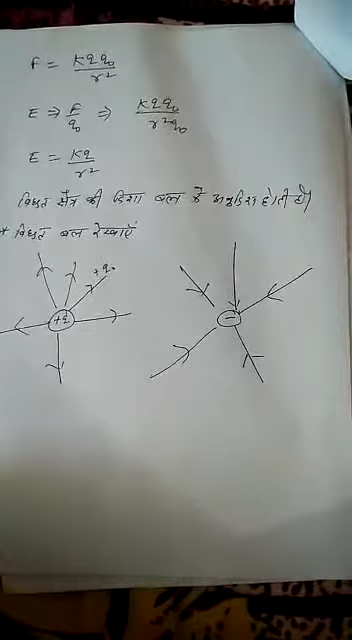 F = Kqq₀/r²
E ⇒ F/q₀ ⇒ Kqq₀/r²q₀
E = Kq/r²
विधुत क्षेत्र की दिशा बल के अनुदिश होती है।
* विधुत बल रेखाएँ
+q₀
+q
−